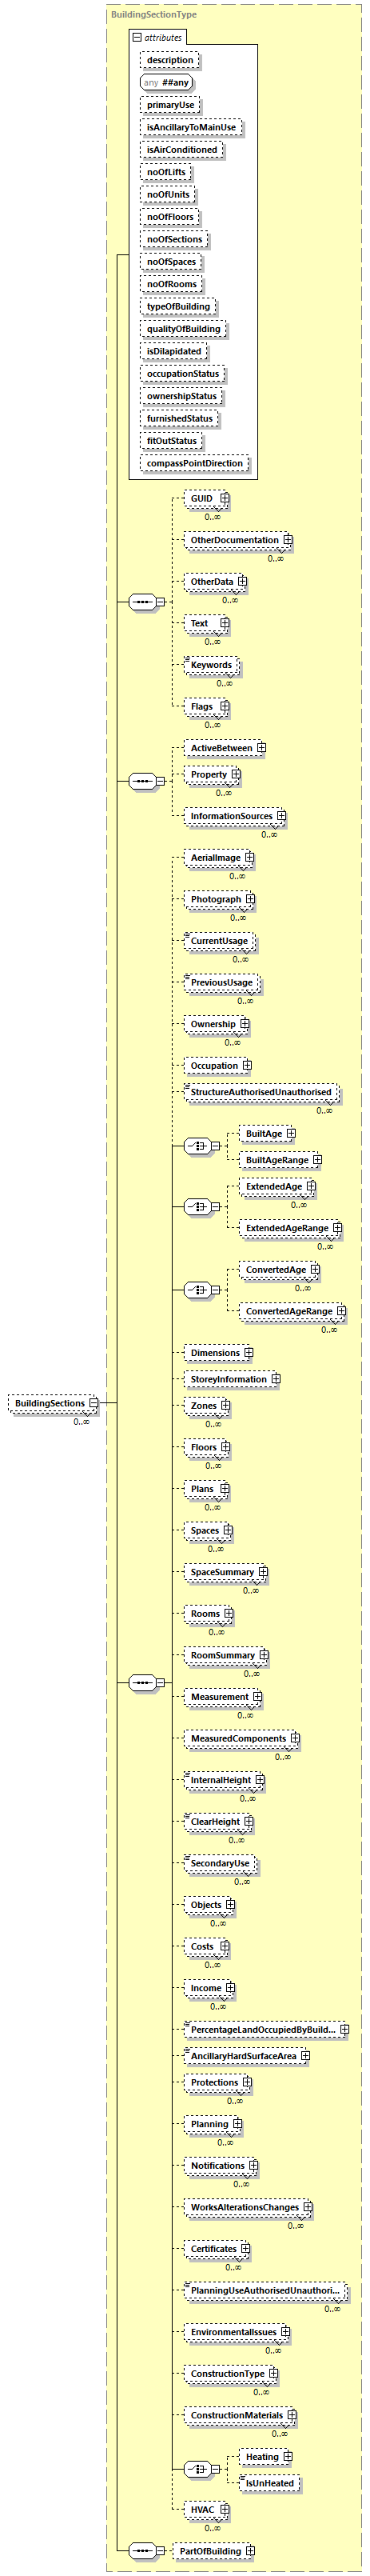 BuildingSectionType
attributes
description
any ##any
primaryUse
isAncillaryToMainUse
isAirConditioned
noOfLifts
noOfUnits
noOfFloors
noOfSections
noOfSpaces
noOfRooms
typeOfBuilding
qualityOfBuilding
isDilapidated
occupationStatus
ownershipStatus
furnishedStatus
fitOutStatus
compassPointDirection
GUID
0..∞
OtherDocumentation
0..∞
OtherData
0..∞
Text
0..∞
Keywords
0..∞
Flags
0..∞
ActiveBetween
Property
0..∞
InformationSources
0..∞
AerialImage
0..∞
Photograph
0..∞
CurrentUsage
0..∞
PreviousUsage
0..∞
Ownership
0..∞
Occupation
StructureAuthorisedUnauthorised
0..∞
BuiltAge
BuiltAgeRange
ExtendedAge
0..∞
ExtendedAgeRange
0..∞
ConvertedAge
0..∞
ConvertedAgeRange
0..∞
Dimensions
StoreyInformation
BuildingSections
0..∞
Zones
0..∞
Floors
0..∞
Plans
0..∞
Spaces
0..∞
SpaceSummary
0..∞
Rooms
0..∞
RoomSummary
0..∞
Measurement
0..∞
MeasuredComponents
0..∞
InternalHeight
0..∞
ClearHeight
0..∞
SecondaryUse
0..∞
Objects
0..∞
Costs
0..∞
Income
0..∞
PercentageLandOccupiedByBuild...
AncillaryHardSurfaceArea
Protections
0..∞
Planning
0..∞
Notifications
0..∞
WorksAlterationsChanges
0..∞
Certificates
0..∞
PlanningUseAuthorisedUnauthori...
0..∞
EnvironmentalIssues
0..∞
ConstructionType
0..∞
ConstructionMaterials
0..∞
Heating
IsUnHeated
HVAC
0..∞
PartOfBuilding